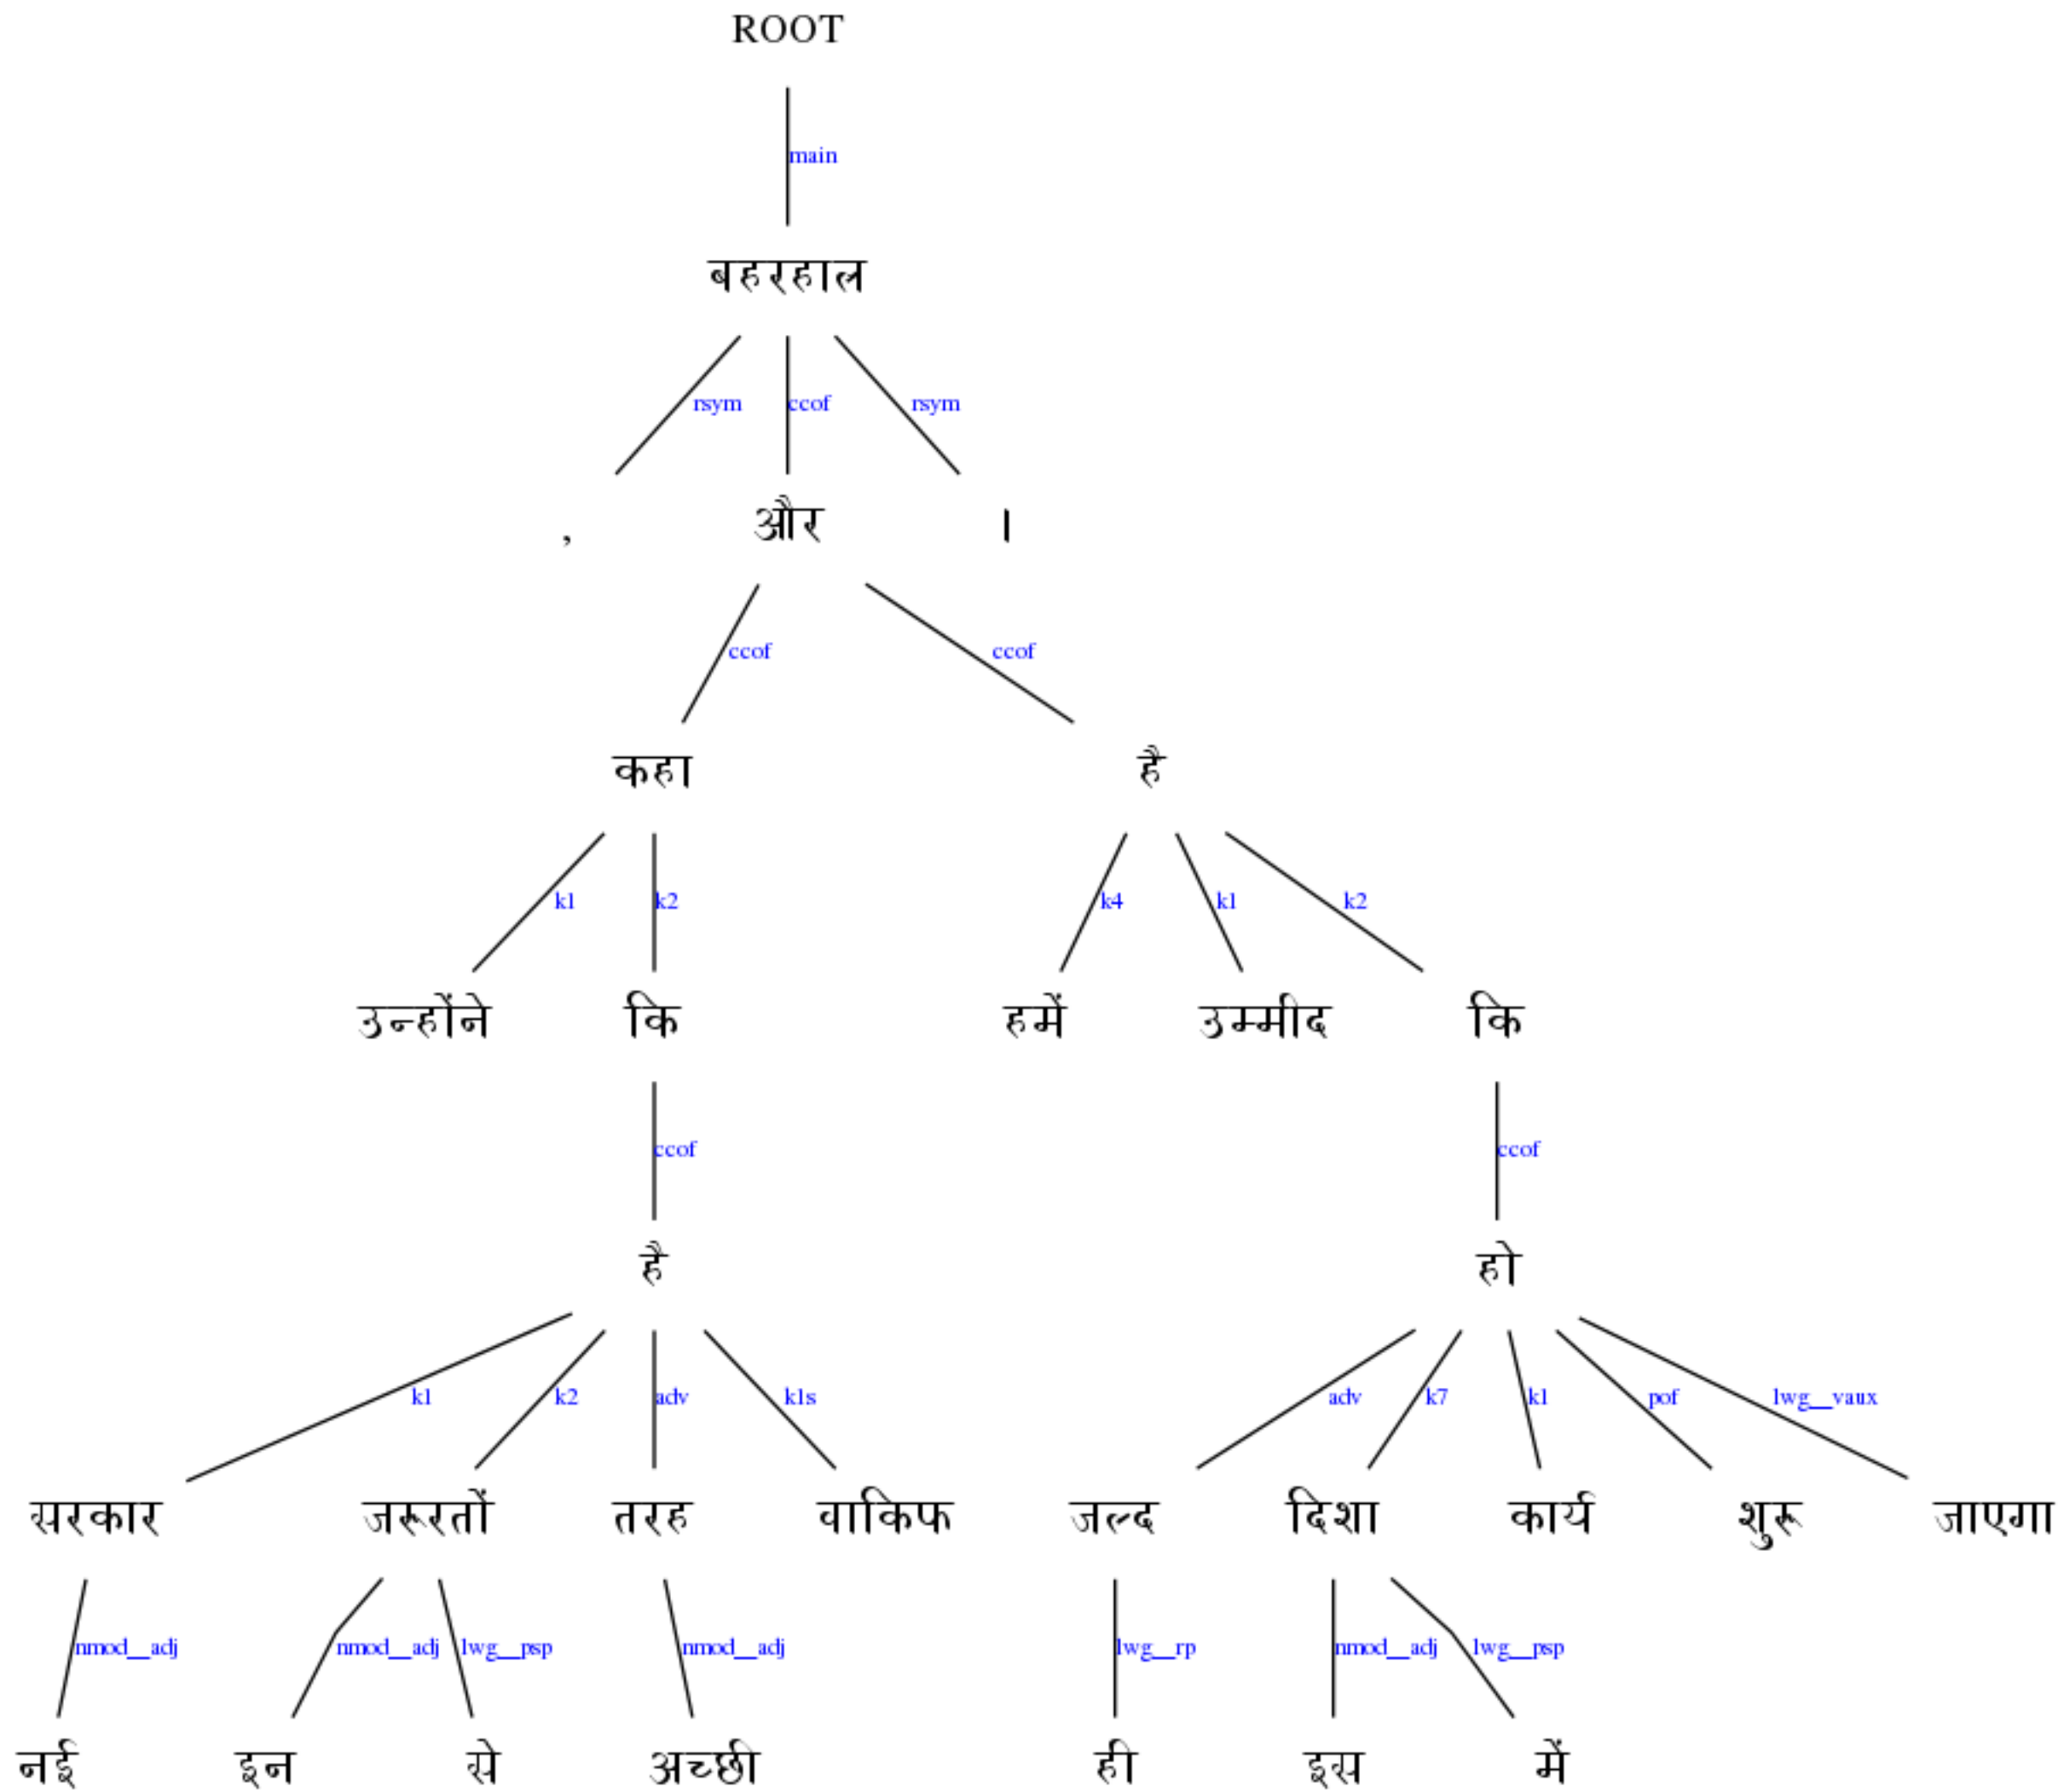 ROOT
main
बहरहाल
rsym ccof rsym
, और ।
ccof ccof
कहा है
k1 k2 k4 k1 k2
उन्होंने कि हमें उम्मीद कि
ccof ccof
है हो
k1 k2 adv k1s adv k7 k1 pof lwg__vaux
सरकार जरूरतों तरह वाकिफ जल्द दिशा कार्य शुरू जाएगा
nmod__adj nmod__adj lwg__psp nmod__adj lwg__rp nmod__adj lwg__psp
नई इन से अच्छी ही इस में